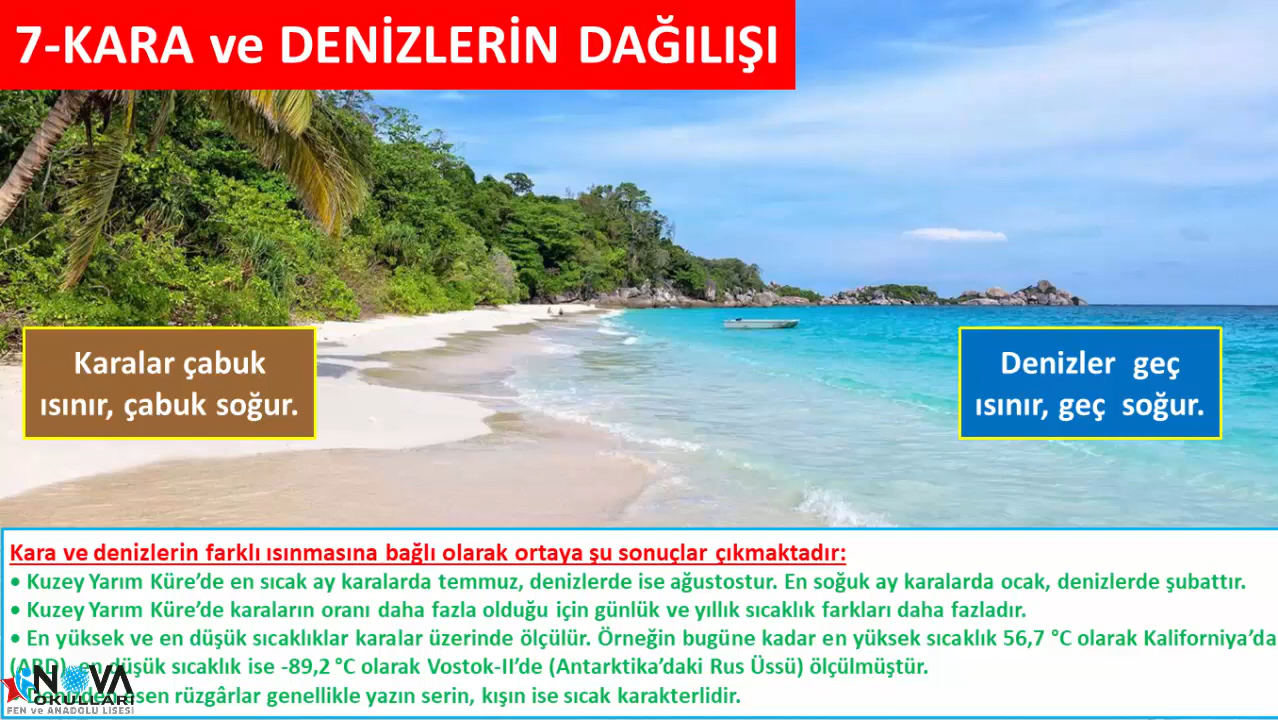 7-KARA ve DENİZLERİN DAĞILIŞI
Karalar çabuk
ısınır, çabuk soğur.
Denizler geç
ısınır, geç soğur.
Kara ve denizlerin farklı ısınmasına bağlı olarak ortaya şu sonuçlar çıkmaktadır:
• Kuzey Yarım Küre’de en sıcak ay karalarda temmuz, denizlerde ise ağustostur. En soğuk ay karalarda ocak, denizlerde şubattır.
• Kuzey Yarım Küre’de karaların oranı daha fazla olduğu için günlük ve yıllık sıcaklık farkları daha fazladır.
• En yüksek ve en düşük sıcaklıklar karalar üzerinde ölçülür. Örneğin bugüne kadar en yüksek sıcaklık 56,7 °C olarak Kaliforniya’da
(ABD), en düşük sıcaklık ise -89,2 °C olarak Vostok-II’de (Antarktika’daki Rus Üssü) ölçülmüştür.
• Denizden esen rüzgârlar genellikle yazın serin, kışın ise sıcak karakterlidir.
NOVA
OKULLARI
FEN ve ANADOLU LİSESİ